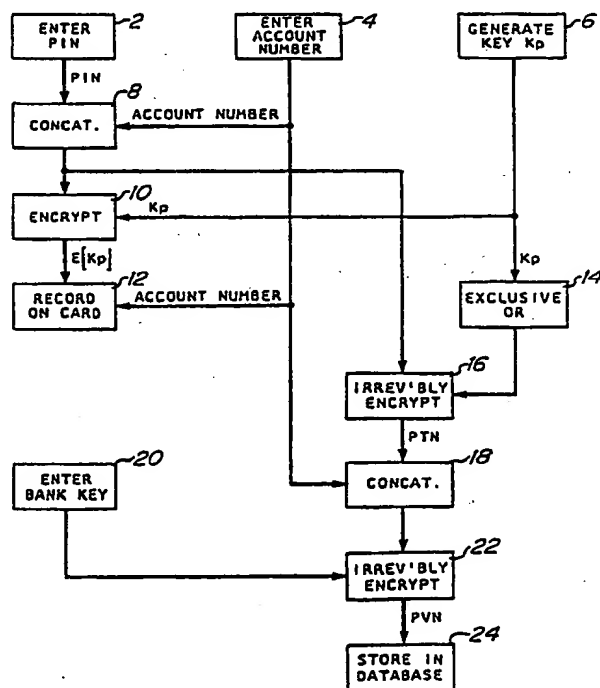 ENTER
PIN
2
ENTER
ACCOUNT
NUMBER
4
GENERATE
KEY Kp
6
PIN
8
CONCAT.
ACCOUNT NUMBER
10
ENCRYPT
Kp
E[Kp]
Kp
12
RECORD
ON CARD
ACCOUNT NUMBER
14
EXCLUSIVE
OR
16
IRREV'BLY
ENCRYPT
PTN
18
CONCAT.
20
ENTER
BANK KEY
22
IRREV'BLY
ENCRYPT
PVN
24
STORE IN
DATABASE